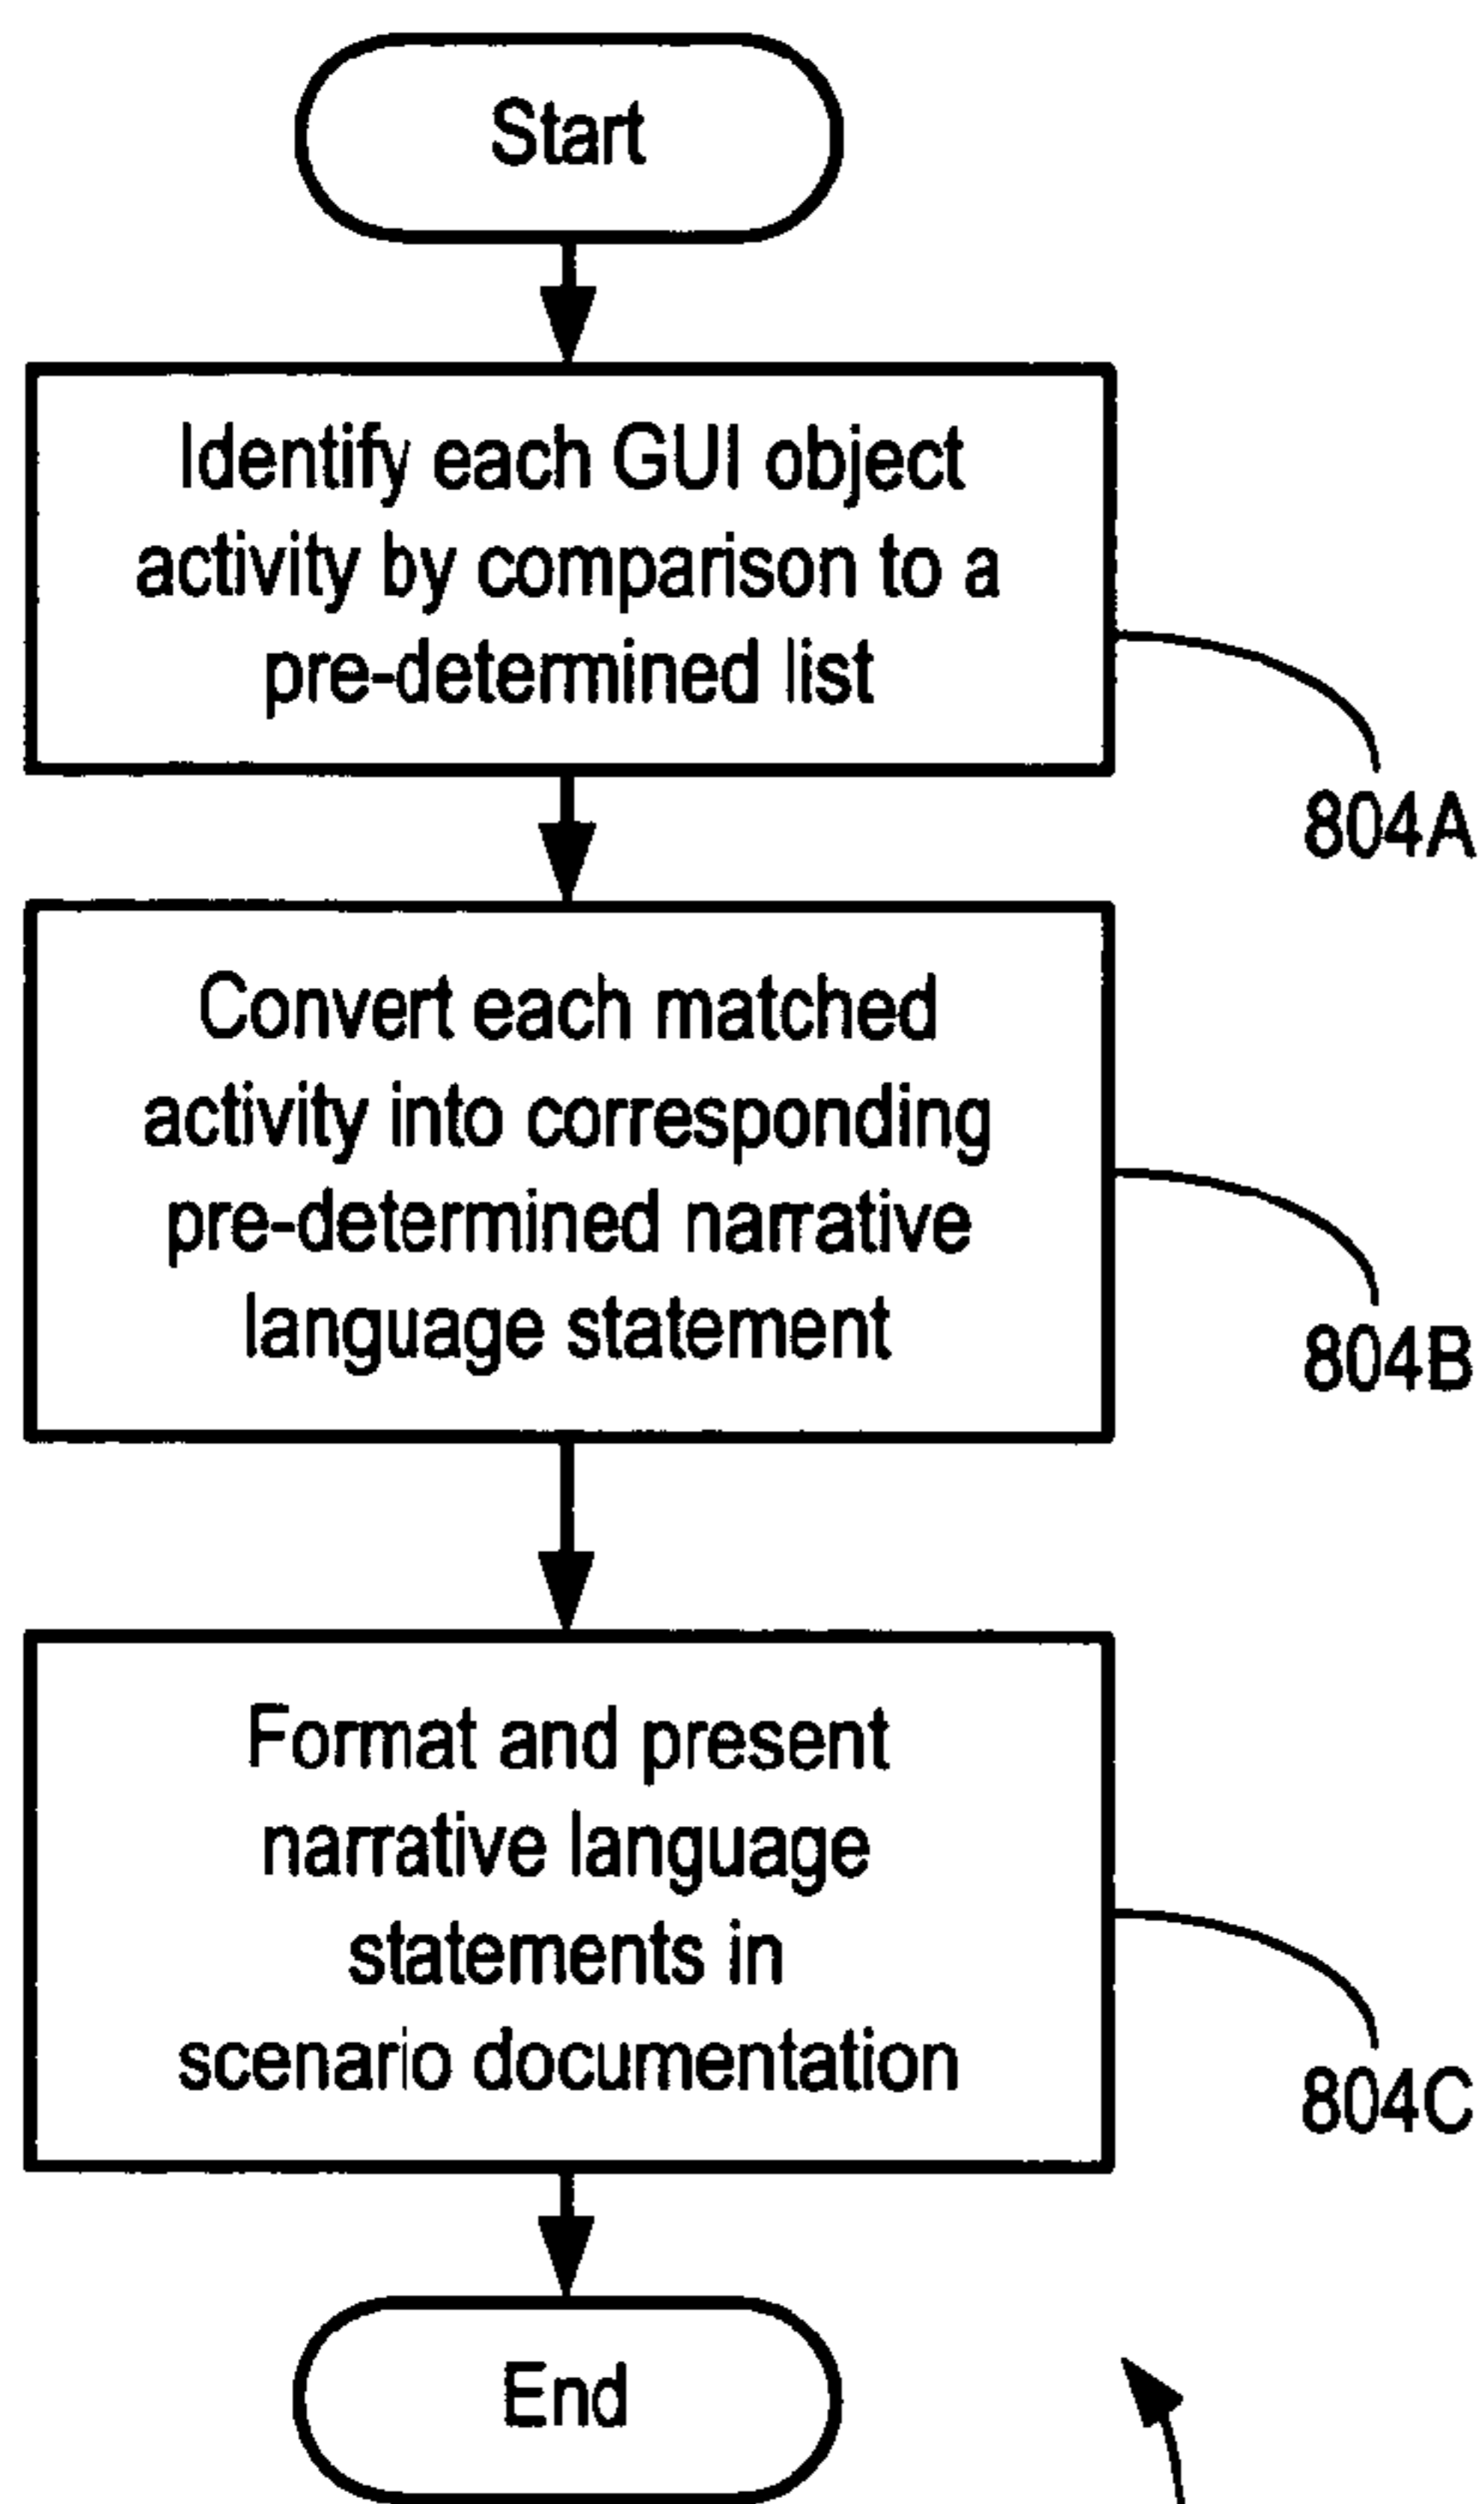 Start
Identify each GUI object
activity by comparison to a
pre-determined list
804A
Convert each matched
activity into corresponding
pre-determined narrative
language statement
804B
Format and present
narrative language
statements in
scenario documentation
804C
End